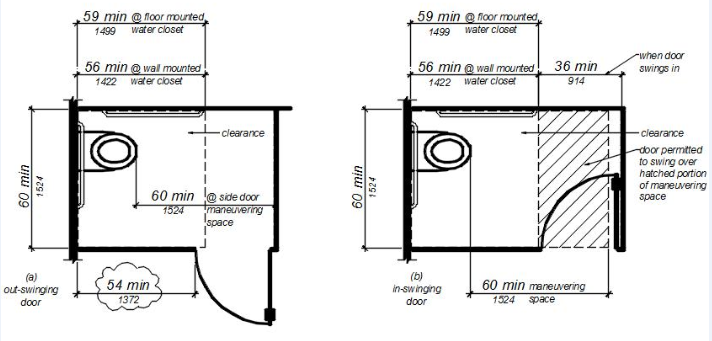 59 min @ floor mounted
1499 water closet
56 min @ wall mounted
1422 water closet
clearance
60 min
1524
60 min @ side door
1524 maneuvering
space
(a)
out-swinging
door
54 min
1372
59 min @ floor mounted
1499 water closet
56 min @ wall mounted
1422 water closet
36 min
914
when door
swings in
clearance
door permitted
to swing over
hatched portion
of maneuvering
space
60 min
1524
(b)
in-swinging
door
60 min maneuvering
1524 space